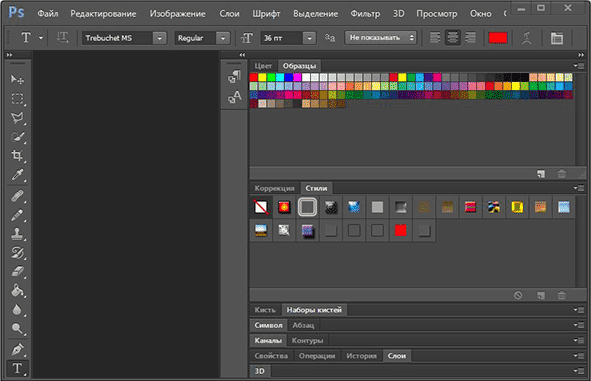 Ps Файл Редактирование Изображение Слои Шрифт Выделение Фильтр 3D Просмотр Окно
T Trebuchet MS Regular 36 пт Не показывать
Цвет Образцы
Коррекция Стили
Кисть Наборы кистей
Символ Абзац
Каналы Контуры
Свойства Операции История Слои
3D